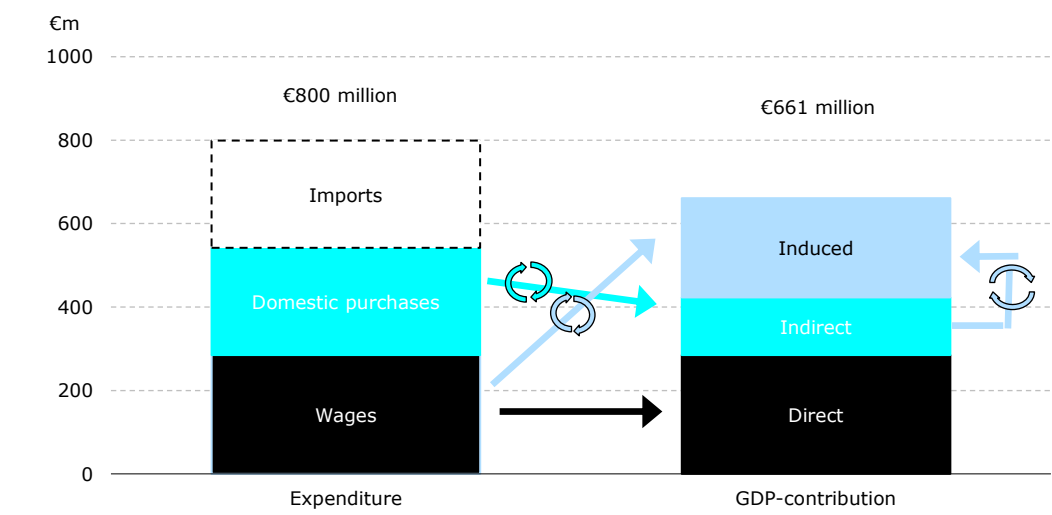 €m
1000
€800 million
€661 million
800
Imports
600
Induced
Domestic purchases
400
Indirect
200
Wages
Direct
0
Expenditure
GDP-contribution